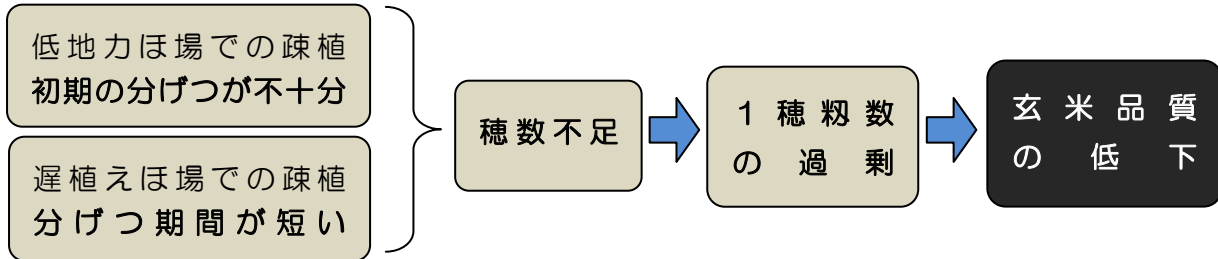 低地力ほ場での疎植
初期の分げつが不十分
遅植えほ場での疎植
分げつ期間が短い
穂数不足
1穂籾数
の過剰
玄米品質
の低下